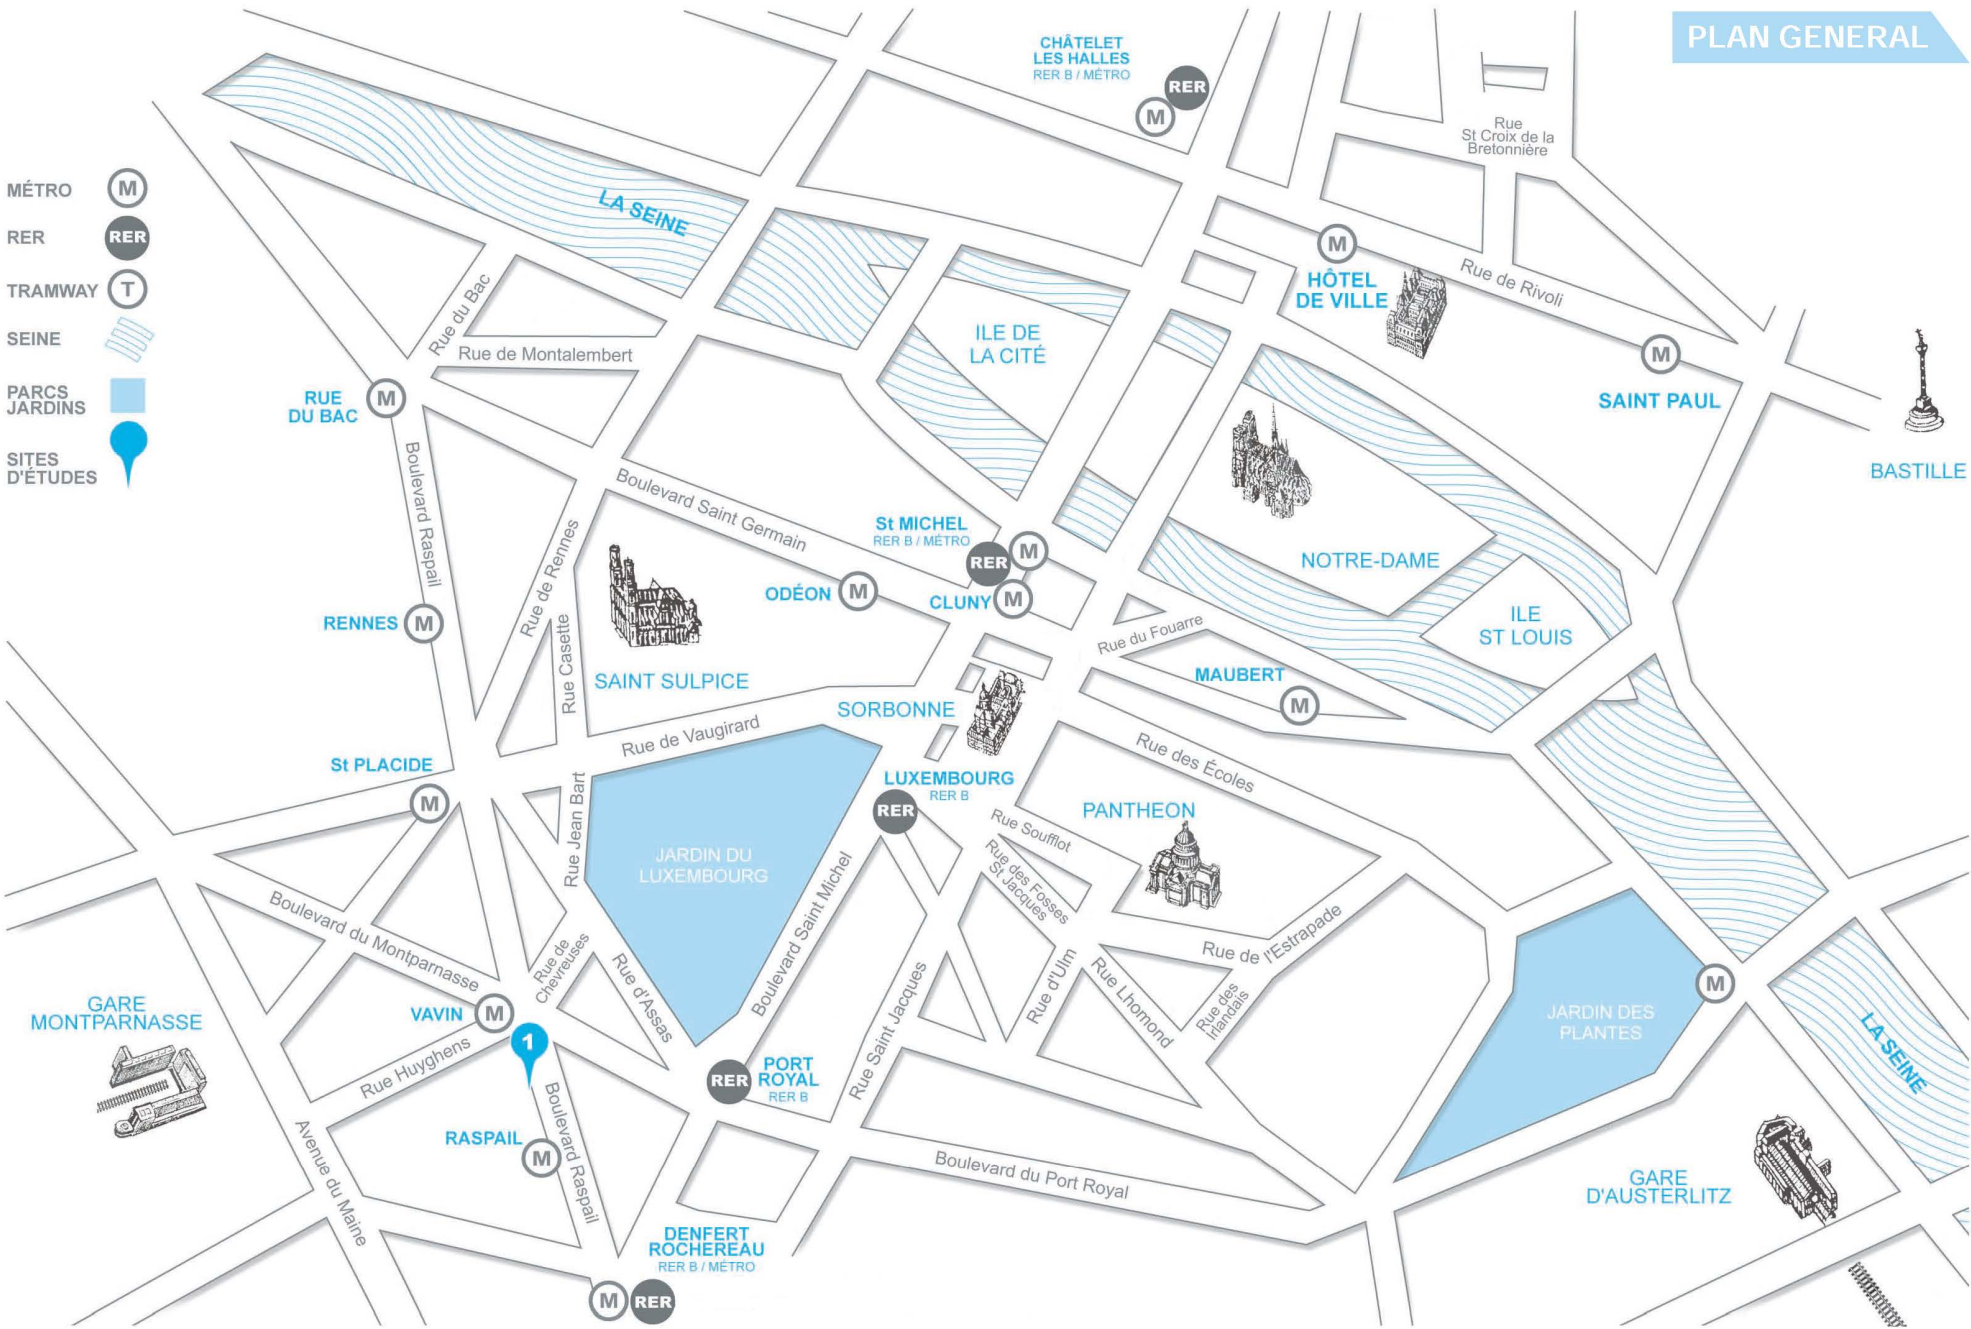 PLAN GENERAL
CHÂTELET
LES HALLES
RER B / MÉTRO
RER
M
Rue
St Croix de la
Bretonnière
MÉTRO
M
RER
RER
TRAMWAY
T
SEINE
PARCS
JARDINS
SITES
D'ÉTUDES
LA SEINE
M
HÔTEL
DE VILLE
Rue de Rivoli
M
SAINT PAUL
BASTILLE
Rue du Bac
Rue de Montalembert
ILE DE
LA CITÉ
RUE
DU BAC
M
Boulevard Raspail
Boulevard Saint Germain
St MICHEL
RER B / MÉTRO
RER
M
ODÉON
M
CLUNY
M
NOTRE-DAME
ILE
ST LOUIS
RENNES
M
Rue de Rennes
Rue Casette
SAINT SULPICE
Rue du Fouarre
MAUBERT
M
SORBONNE
Rue de Vaugirard
Rue des Écoles
St PLACIDE
M
LUXEMBOURG
RER B
RER
Rue Jean Bart
JARDIN DU
LUXEMBOURG
Rue Soufflot
PANTHEON
Rue des Fosses
St Jacques
Boulevard Saint Michel
Boulevard du Montparnasse
Rue de
Chevreuses
Rue d'Assas
Rue Saint Jacques
Rue d'Ulm
Rue Lhomond
Rue de l'Estrapade
Rue des
Irlandais
M
JARDIN DES
PLANTES
LA SEINE
GARE
MONTPARNASSE
VAVIN
M
1
Rue Huyghens
RER
PORT
ROYAL
RER B
Avenue du Maine
RASPAIL
M
Boulevard Raspail
Boulevard du Port Royal
GARE
D'AUSTERLITZ
DENFERT
ROCHEREAU
RER B / MÉTRO
M
RER